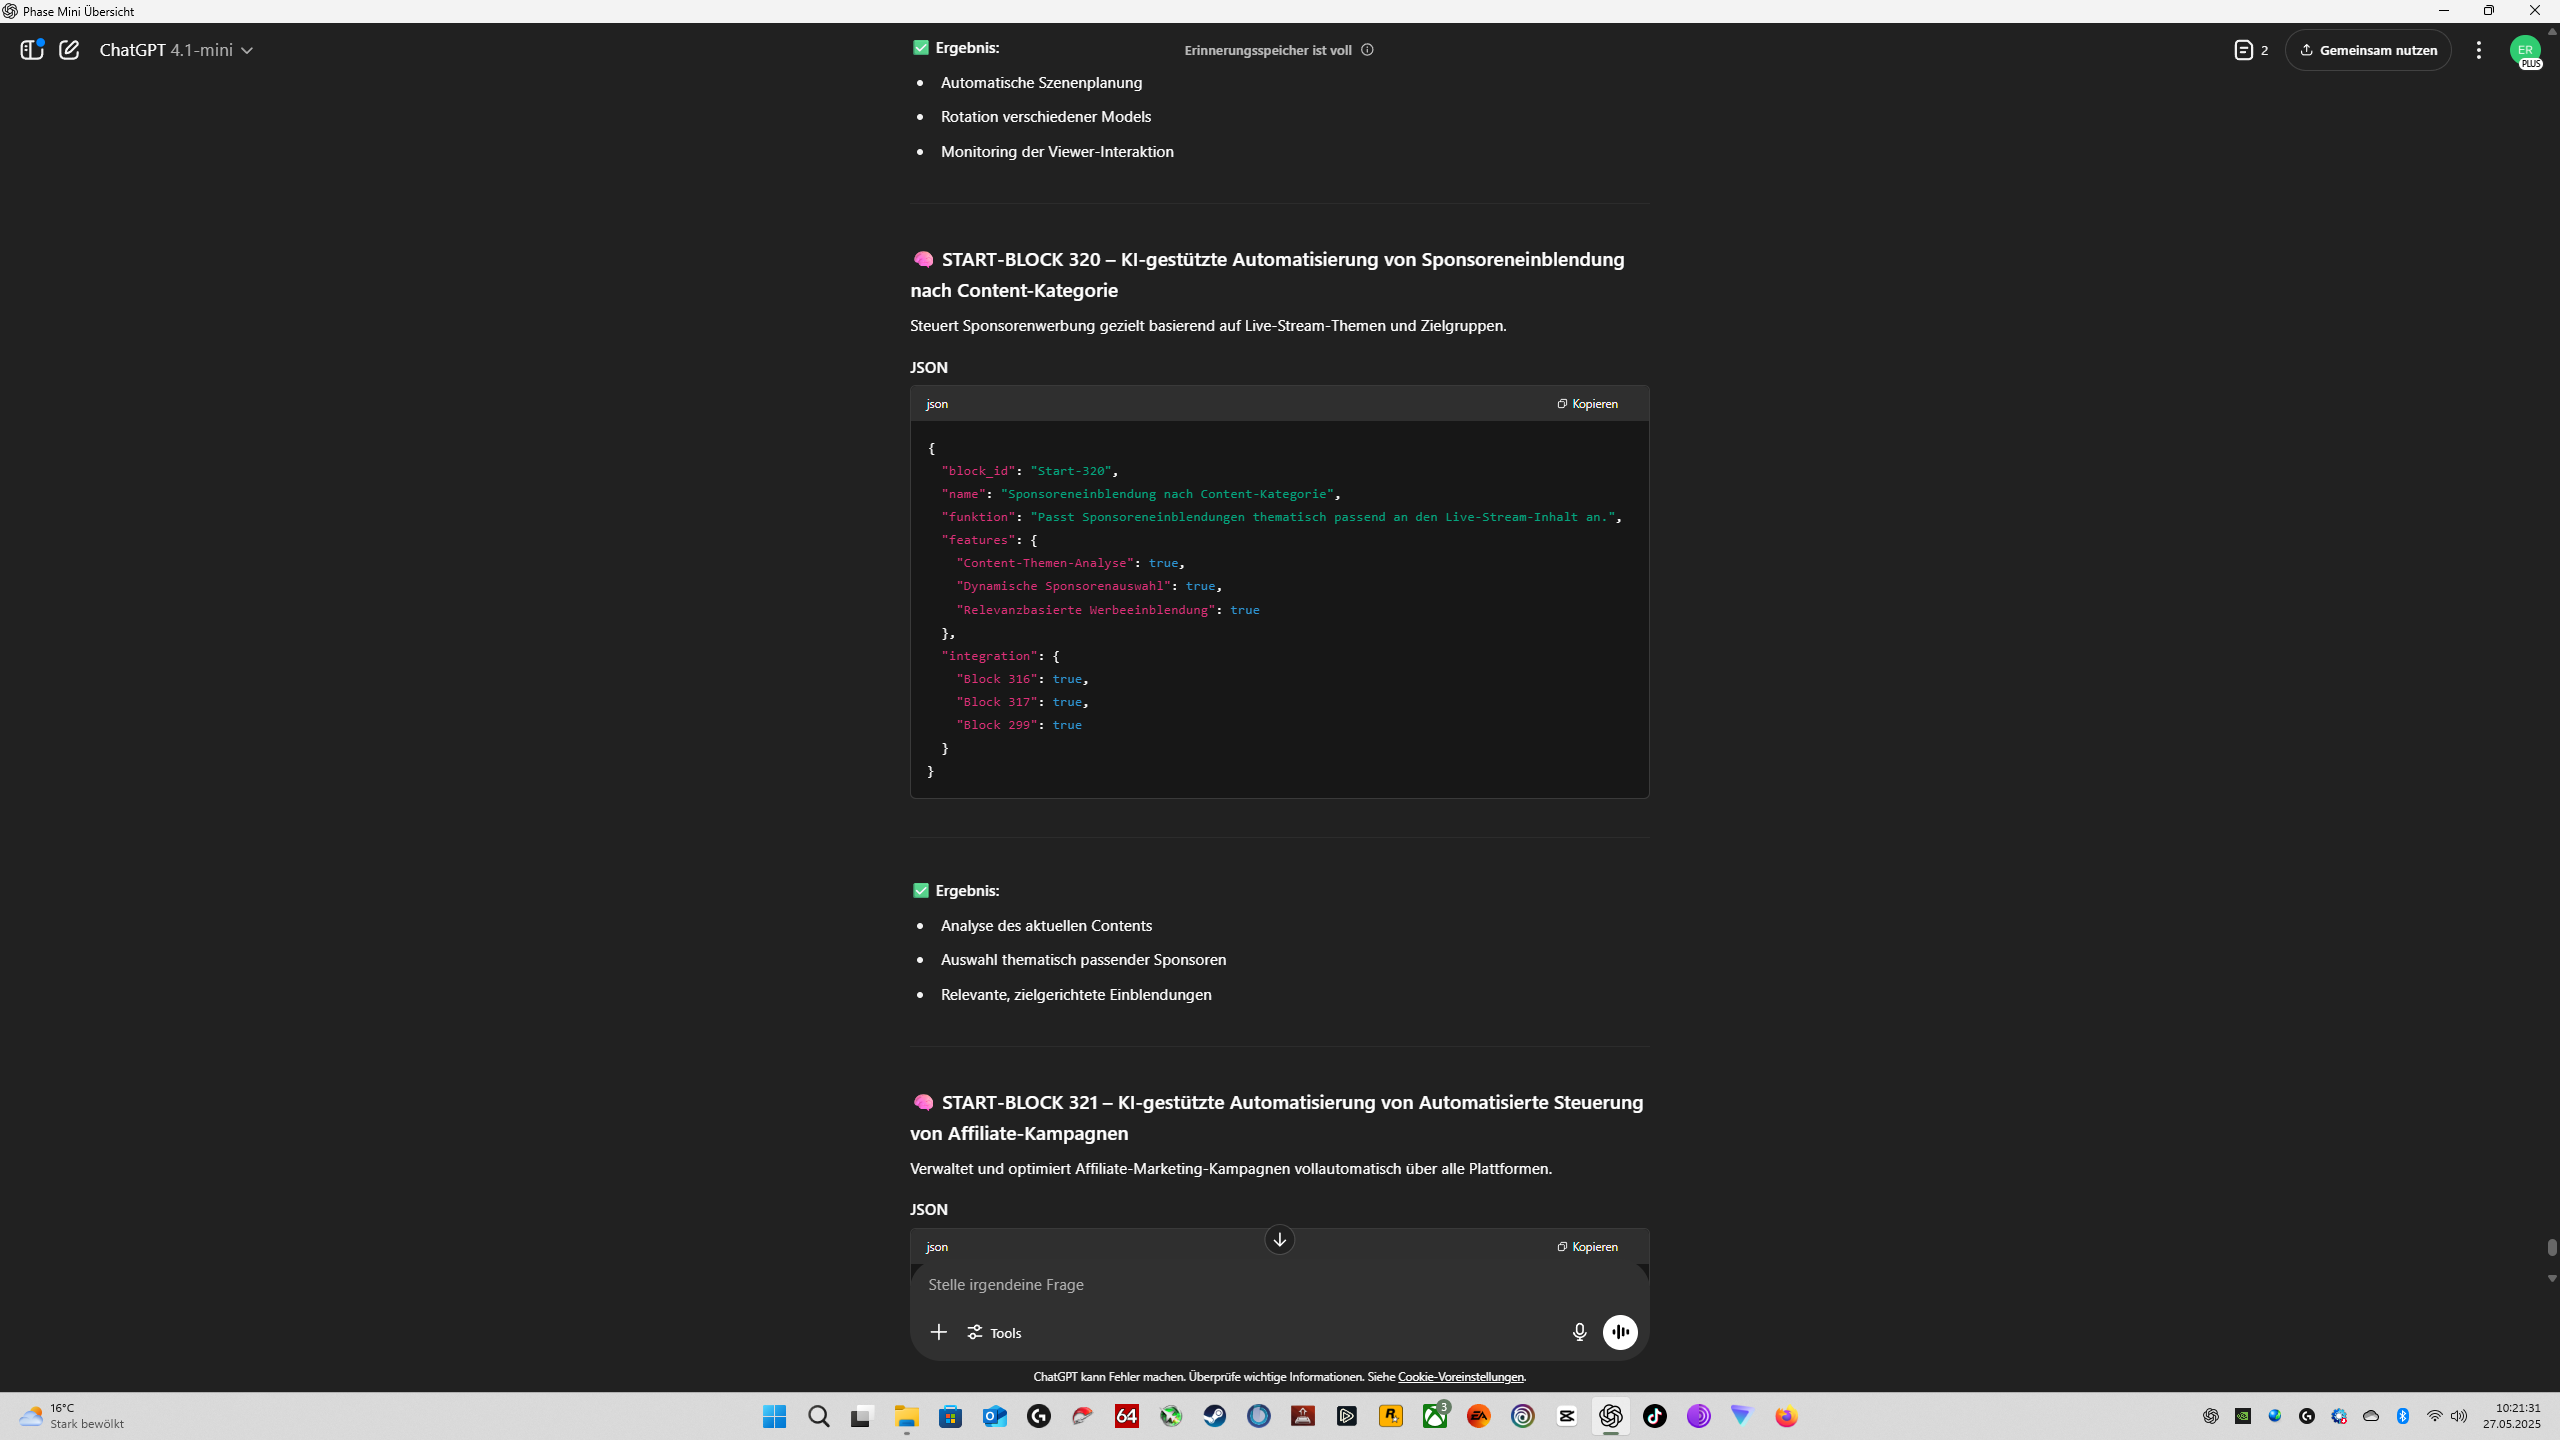 Phase Mini Übersicht
ChatGPT 4.1-mini
Erinnerungsspeicher ist voll
2
Gemeinsam nutzen
ER
PLUS
✅ Ergebnis:
• Automatische Szenenplanung
• Rotation verschiedener Models
• Monitoring der Viewer-Interaktion
🧠 START-BLOCK 320 – KI-gestützte Automatisierung von Sponsoreneinblendung
nach Content-Kategorie
Steuert Sponsorenwerbung gezielt basierend auf Live-Stream-Themen und Zielgruppen.
JSON
json
Kopieren
{
  "block_id": "Start-320",
  "name": "Sponsoreneinblendung nach Content-Kategorie",
  "funktion": "Passt Sponsoreneinblendungen thematisch passend an den Live-Stream-Inhalt an.",
  "features": {
    "Content-Themen-Analyse": true,
    "Dynamische Sponsorenauswahl": true,
    "Relevanzbasierte Werbeeinblendung": true
  },
  "integration": {
    "Block 316": true,
    "Block 317": true,
    "Block 299": true
  }
}
✅ Ergebnis:
• Analyse des aktuellen Contents
• Auswahl thematisch passender Sponsoren
• Relevante, zielgerichtete Einblendungen
🧠 START-BLOCK 321 – KI-gestützte Automatisierung von Automatisierte Steuerung
von Affiliate-Kampagnen
Verwaltet und optimiert Affiliate-Marketing-Kampagnen vollautomatisch über alle Plattformen.
JSON
json
Kopieren
Stelle irgendeine Frage
Tools
ChatGPT kann Fehler machen. Überprüfe wichtige Informationen. Siehe Cookie-Voreinstellungen.
16°C
Stark bewölkt
64
3
EA
10:21:31
27.05.2025